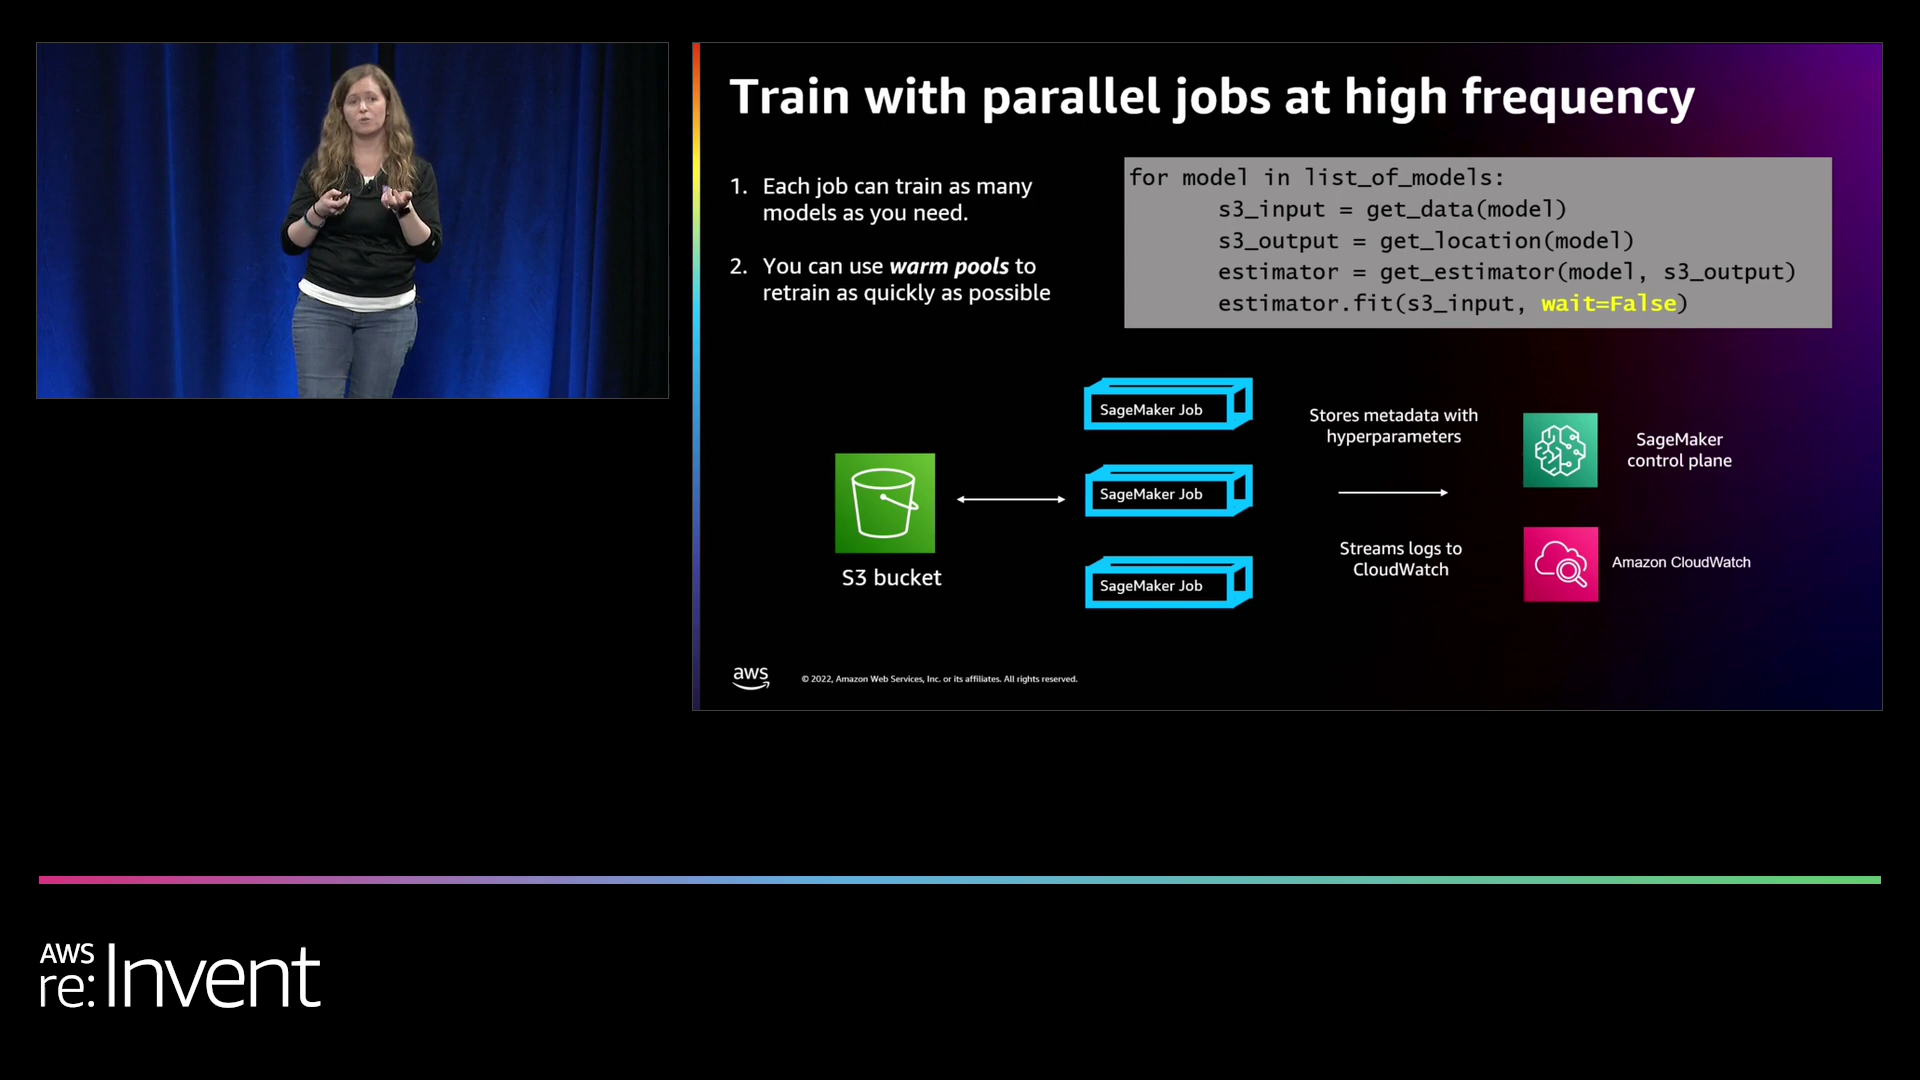 Train with parallel jobs at high frequency
1. Each job can train as many
models as you need.
2. You can use warm pools to
retrain as quickly as possible
for model in list_of_models:
s3_input = get_data(model)
s3_output = get_location(model)
estimator = get_estimator(model, s3_output)
estimator.fit(s3_input, wait=False)
S3 bucket
SageMaker Job
SageMaker Job
SageMaker Job
Stores metadata with
hyperparameters
Streams logs to
CloudWatch
SageMaker
control plane
Amazon CloudWatch
aws
© 2022, Amazon Web Services, Inc. or its affiliates. All rights reserved.
AWS
re:Invent